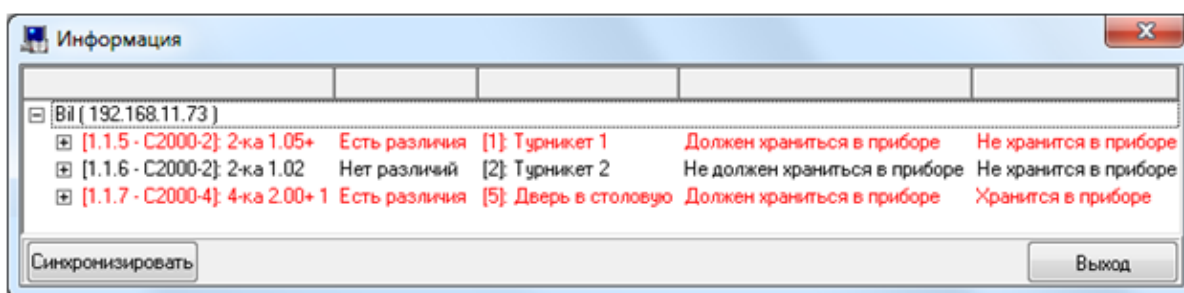 Информация
Bil ( 192.168.11.73 )
[1.1.5 - С2000-2]: 2-ка 1.05+ Есть различия [1]: Турникет 1 Должен храниться в приборе Не хранится в приборе
[1.1.6 - С2000-2]: 2-ка 1.02 Нет различий [2]: Турникет 2 Не должен храниться в приборе Не хранится в приборе
[1.1.7 - С2000-4]: 4-ка 2.00+ 1 Есть различия [5]: Дверь в столовую Должен храниться в приборе Хранится в приборе
Синхронизировать Выход